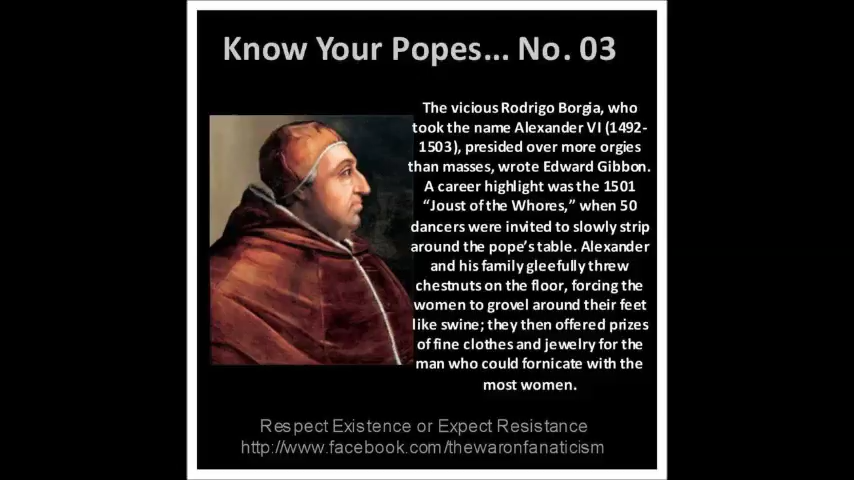 Know Your Popes... No. 03
The vicious Rodrigo Borgia, who
took the name Alexander VI (1492-
1503), presided over more orgies
than masses, wrote Edward Gibbon.
A career highlight was the 1501
“Joust of the Whores,” when 50
dancers were invited to slowly strip
around the pope’s table. Alexander
and his family gleefully threw
chestnuts on the floor, forcing the
women to grovel around their feet
like swine; they then offered prizes
of fine clothes and jewelry for the
man who could fornicate with the
most women.
Respect Existence or Expect Resistance
http://www.facebook.com/thewaronfanaticism